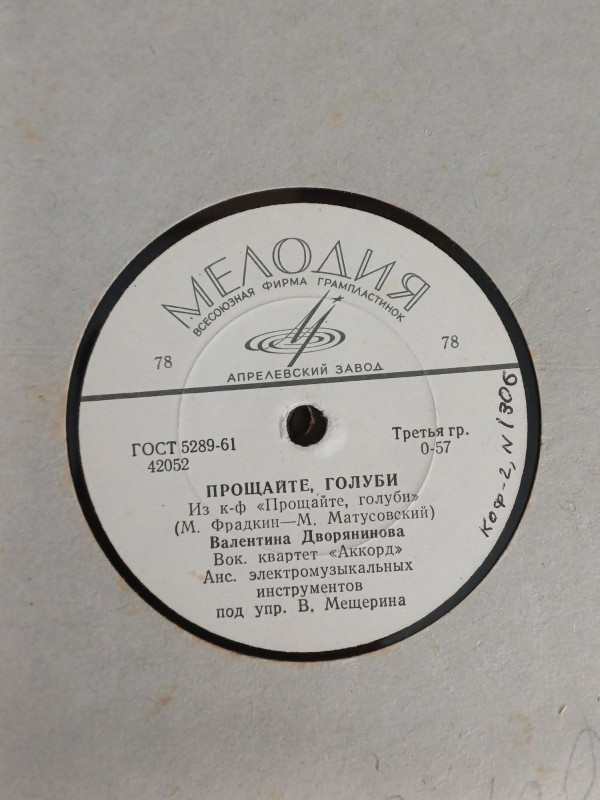 МЕЛОДИЯ
ВСЕСОЮЗНАЯ ФИРМА ГРАМПЛАСТИНОК
78
78
АПРЕЛЕВСКИЙ ЗАВОД
ГОСТ 5289-61
Третья гр.
42052
0-57
ПРОЩАЙТЕ, ГОЛУБИ
Из к-ф «Прощайте, голуби»
(М. Фрадкин—М. Матусовский)
Валентина Дворянинова
Вок. квартет «Аккорд»
Анс. электромузыкальных
инструментов
под упр. В. Мещерина
Коф-2, N 1306